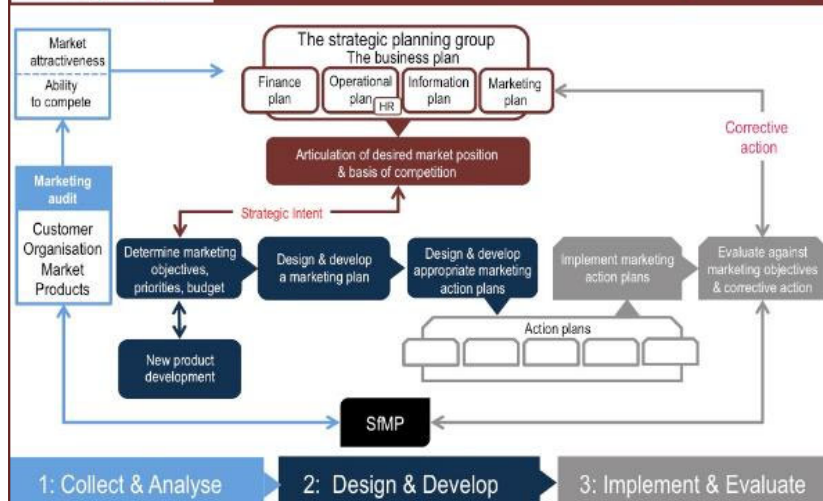 Market
attractiveness
Ability
to compete
The strategic planning group
The business plan
Finance
plan
Operational
plan
HR
Information
plan
Marketing
plan
Articulation of desired market position
& basis of competition
Corrective
action
Marketing
audit
Customer
Organisation
Market
Products
Strategic Intent
Determine marketing
objectives,
priorities, budget
Design & develop
a marketing plan
Design & develop
appropriate marketing
action plans
Implement marketing
action plans
Evaluate against
marketing objectives
& corrective action
New product
development
Action plans
SfMP
1: Collect & Analyse
2: Design & Develop
3: Implement & Evaluate